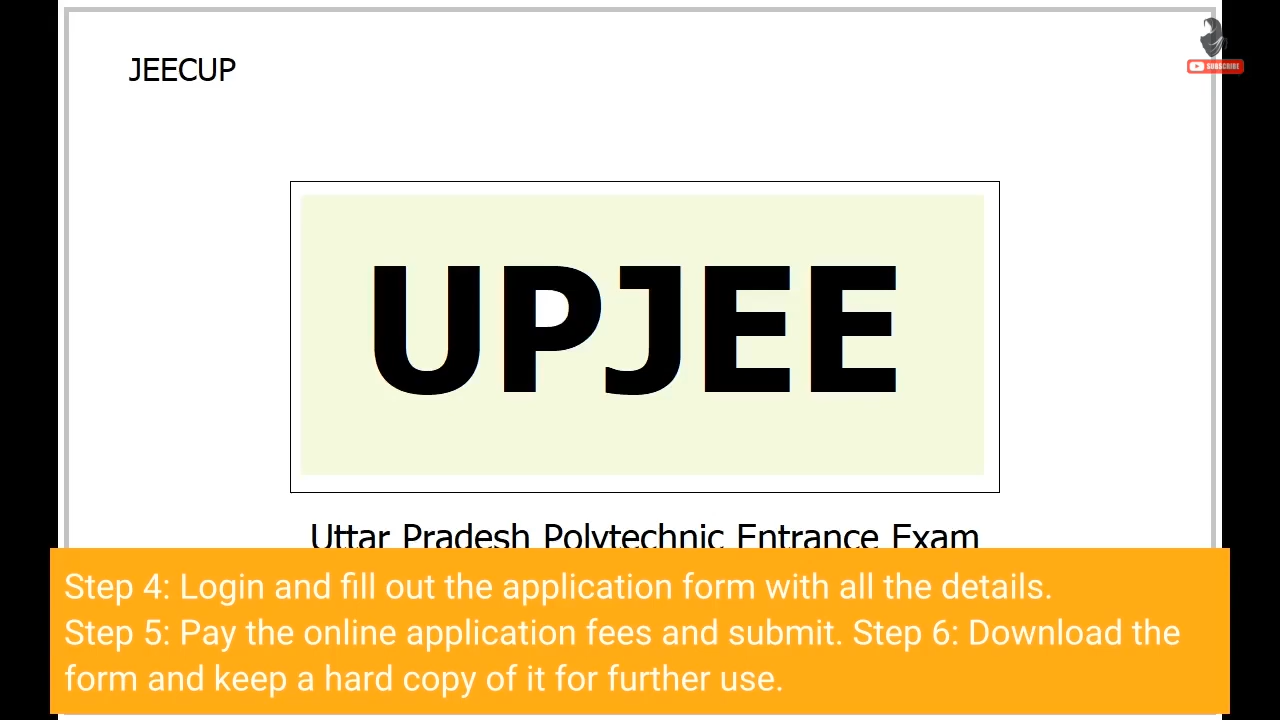 JEECUP
SUBSCRIBE
UPJEE
Uttar Pradesh Polytechnic Entrance Exam
Step 4: Login and fill out the application form with all the details.
Step 5: Pay the online application fees and submit. Step 6: Download the
form and keep a hard copy of it for further use.